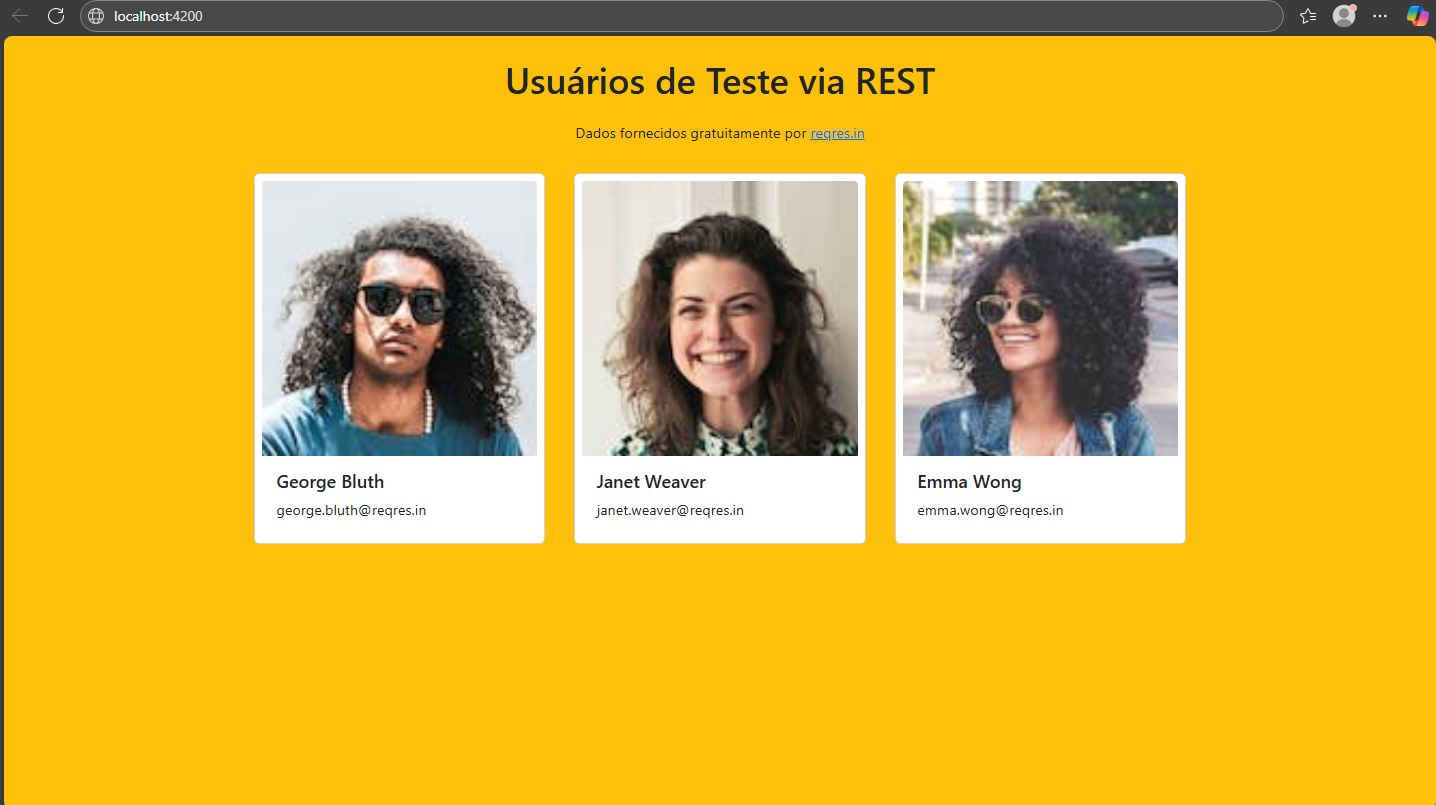 localhost:4200
Usuários de Teste via REST
Dados fornecidos gratuitamente por reqres.in
George Bluth
george.bluth@reqres.in
Janet Weaver
janet.weaver@reqres.in
Emma Wong
emma.wong@reqres.in